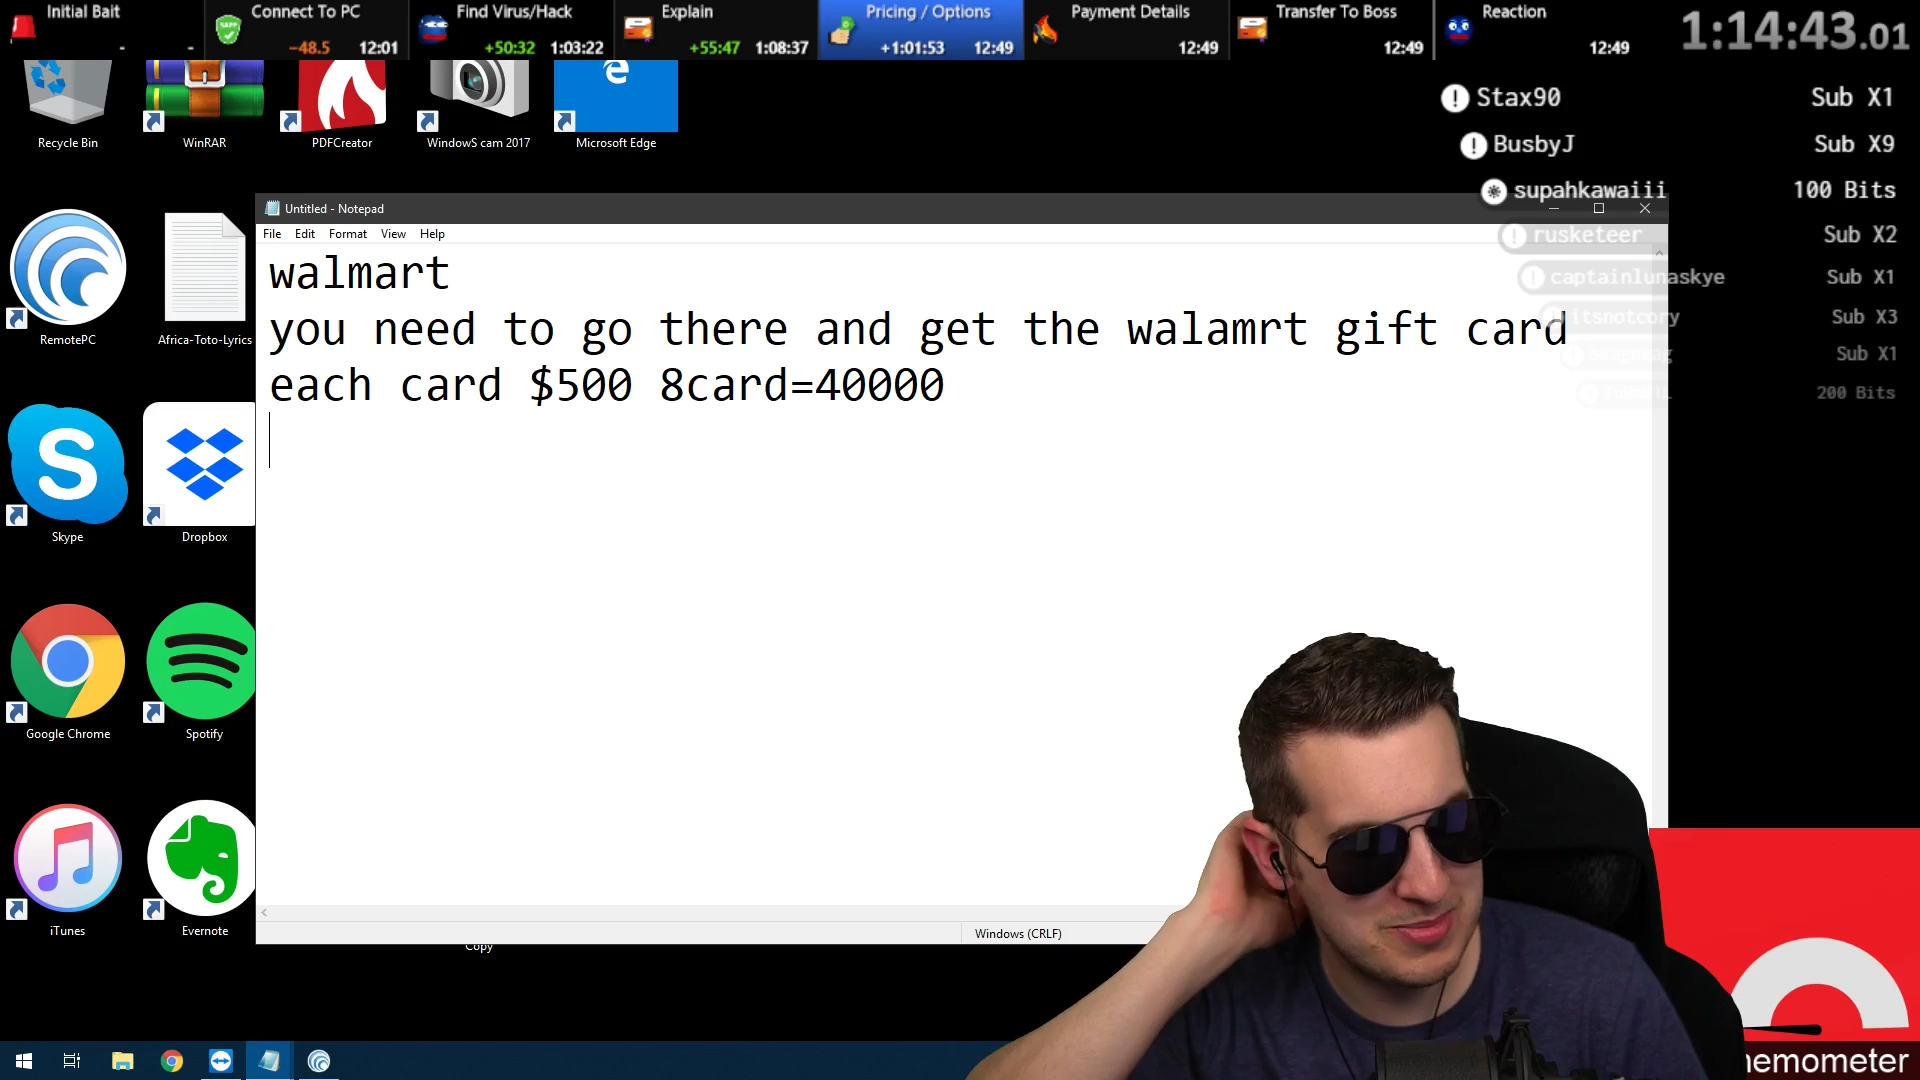 Initial Bait
- -
Connect To PC
−48.5 12:01
Find Virus/Hack
+50:32 1:03:22
Explain
+55:47 1:08:37
Pricing / Options
+1:01:53 12:49
Payment Details
12:49
Transfer To Boss
12:49
Reaction
12:49
1:14:43.01
Stax90 Sub X1
BusbyJ Sub X9
supahkawaiii 100 Bits
rusketeer Sub X2
captainlunaskye Sub X1
itsnotcory Sub X3
Sub X1
200 Bits
Recycle Bin
WinRAR
PDFCreator
WindowS cam 2017
Microsoft Edge
RemotePC
Africa-Toto-Lyrics
Skype
Dropbox
Google Chrome
Spotify
iTunes
Evernote
Copy
Untitled - Notepad
File Edit Format View Help
walmart
you need to go there and get the walamrt gift card
each card $500 8card=40000
Windows (CRLF)
hemometer